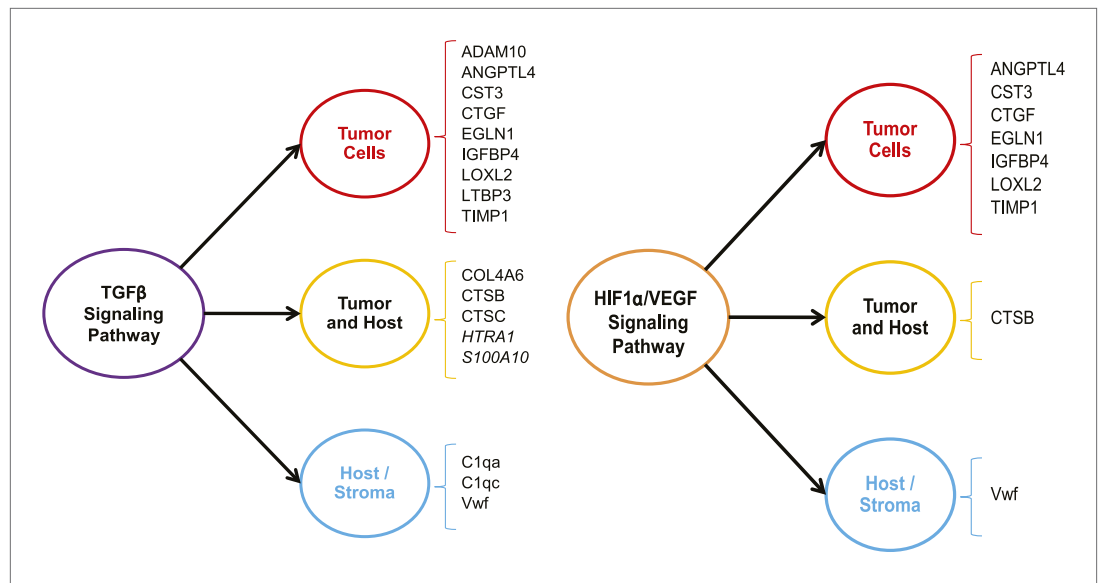 TGFβ
Signaling
Pathway
Tumor
Cells
ADAM10
ANGPTL4
CST3
CTGF
EGLN1
IGFBP4
LOXL2
LTBP3
TIMP1
Tumor
and Host
COL4A6
CTSB
CTSC
HTRA1
S100A10
Host /
Stroma
C1qa
C1qc
Vwf
HIF1α/VEGF
Signaling
Pathway
Tumor
Cells
ANGPTL4
CST3
CTGF
EGLN1
IGFBP4
LOXL2
TIMP1
Tumor
and Host
CTSB
Host /
Stroma
Vwf